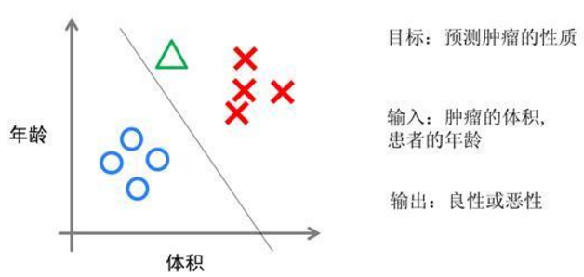 年龄
体积
目标：预测肿瘤的性质
输入：肿瘤的体积,
患者的年龄
输出：良性或恶性